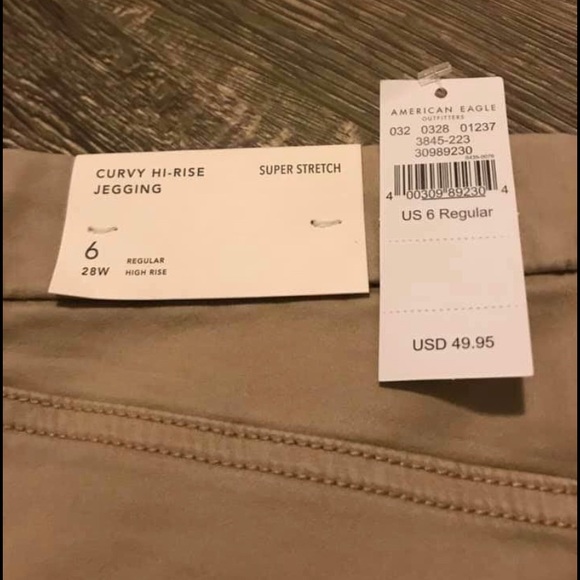 CURVY HI-RISE
JEGGING
SUPER STRETCH
6
28W
REGULAR
HIGH RISE
AMERICAN EAGLE
OUTFITTERS
032 0328 01237
3845-223
30989230
4 00309 89230 4
US 6 Regular
USD 49.95